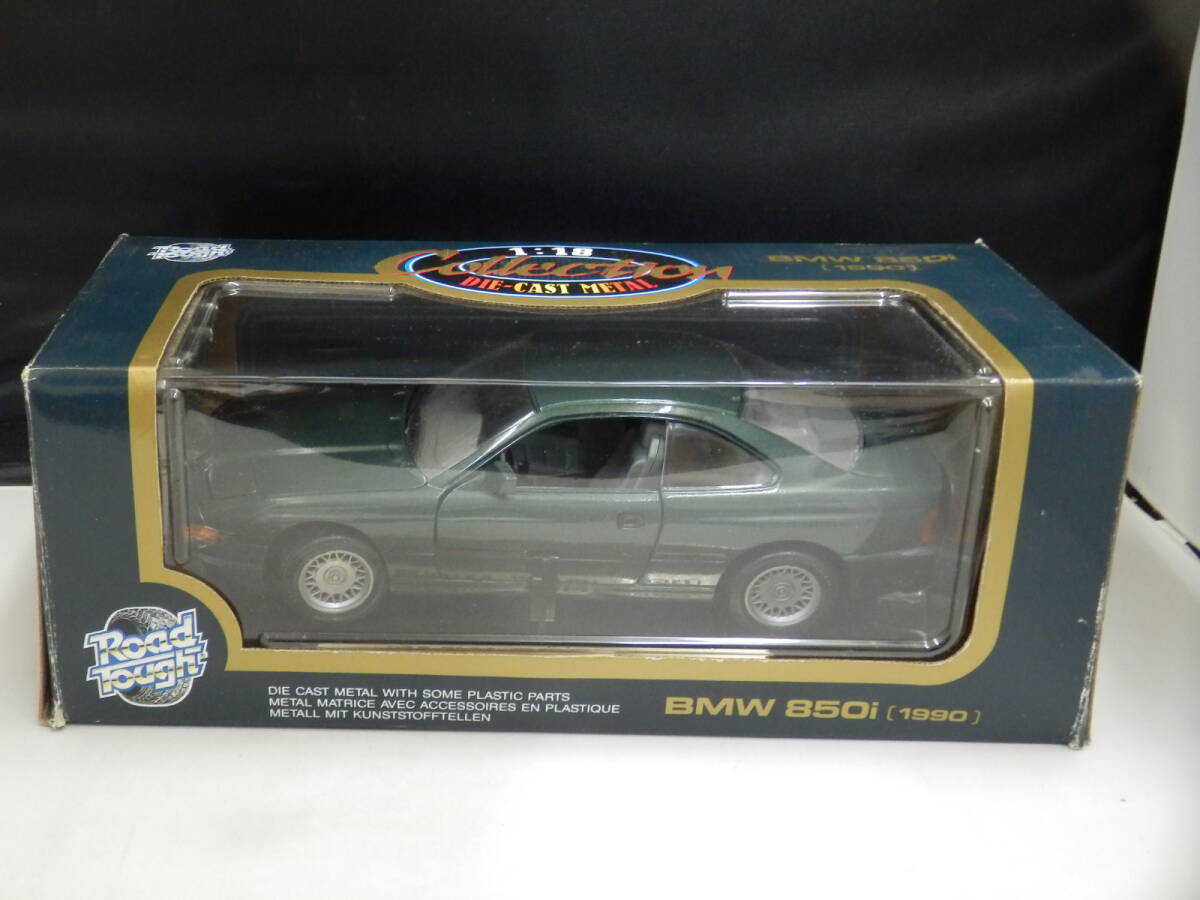 Road
Tough
1:18
Collection
DIE-CAST METAL
BMW 850i
(1990)
Road
Tough
DIE CAST METAL WITH SOME PLASTIC PARTS
METAL MATRICE AVEC ACCESSOIRES EN PLASTIQUE
METALL MIT KUNSTSTOFFTELLEN
BMW 850i (1990)